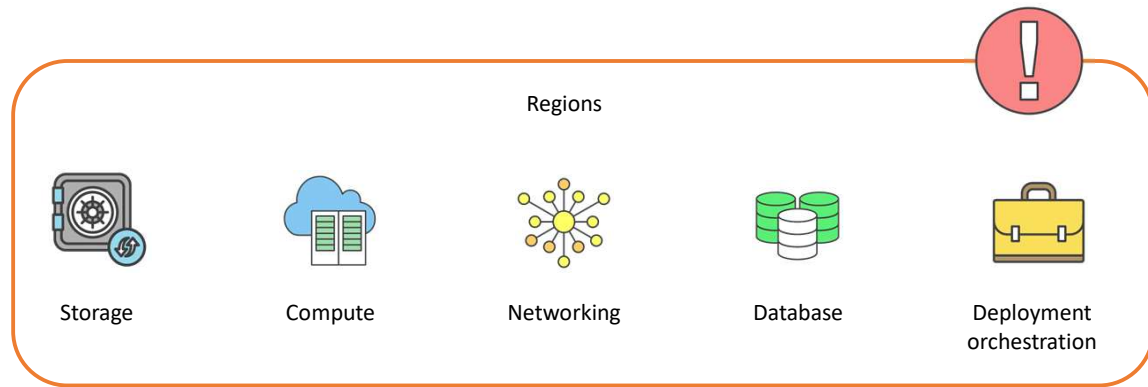 Regions
Storage
Compute
Networking
Database
Deployment
orchestration